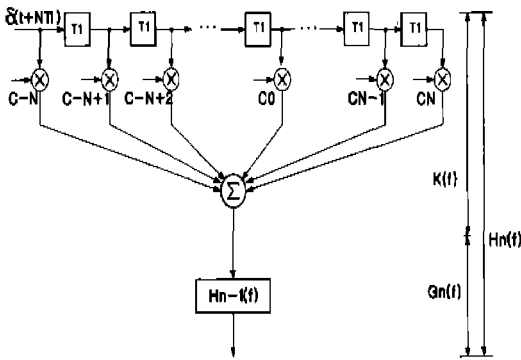 δ(t+NT1)
T1 T1 ... T1 ... T1 T1
C-N C-N+1 C-N+2 C0 CN-1 CN
K(f)
Σ
Hn(f)
Gn(f)
Hn-1(f)